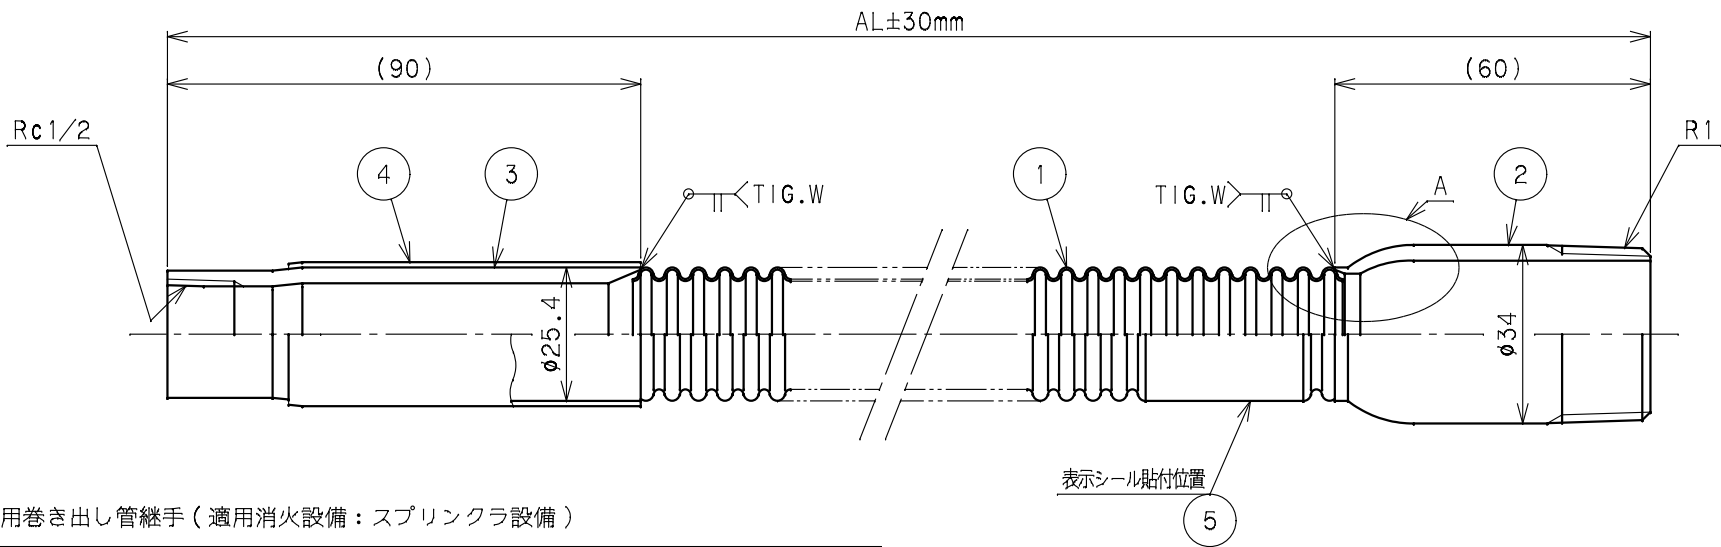 AL±30mm
(90)
(60)
Rc1/2
R1
4
3
1
2
TIG.W
TIG.W
A
ø25.4
ø34
表示シール貼付位置
5
用巻き出し管継手(適用消火設備:スプリンクラ設備)